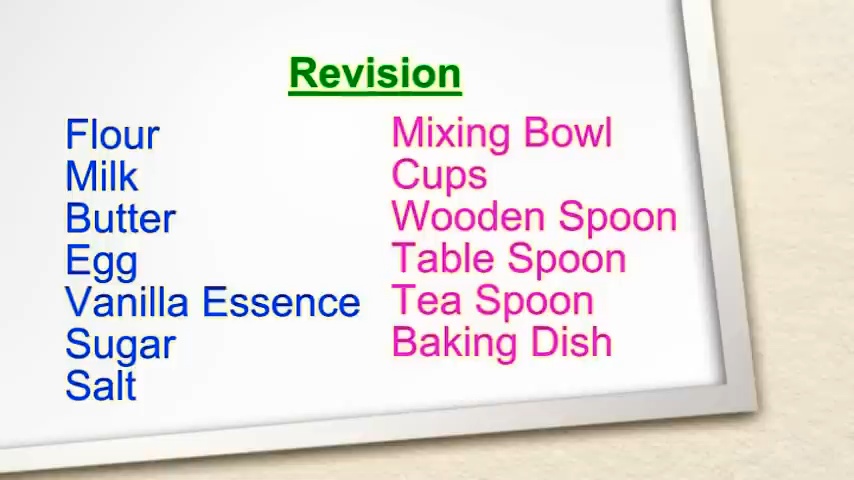 Revision
Flour
Milk
Butter
Egg
Vanilla Essence
Sugar
Salt
Mixing Bowl
Cups
Wooden Spoon
Table Spoon
Tea Spoon
Baking Dish